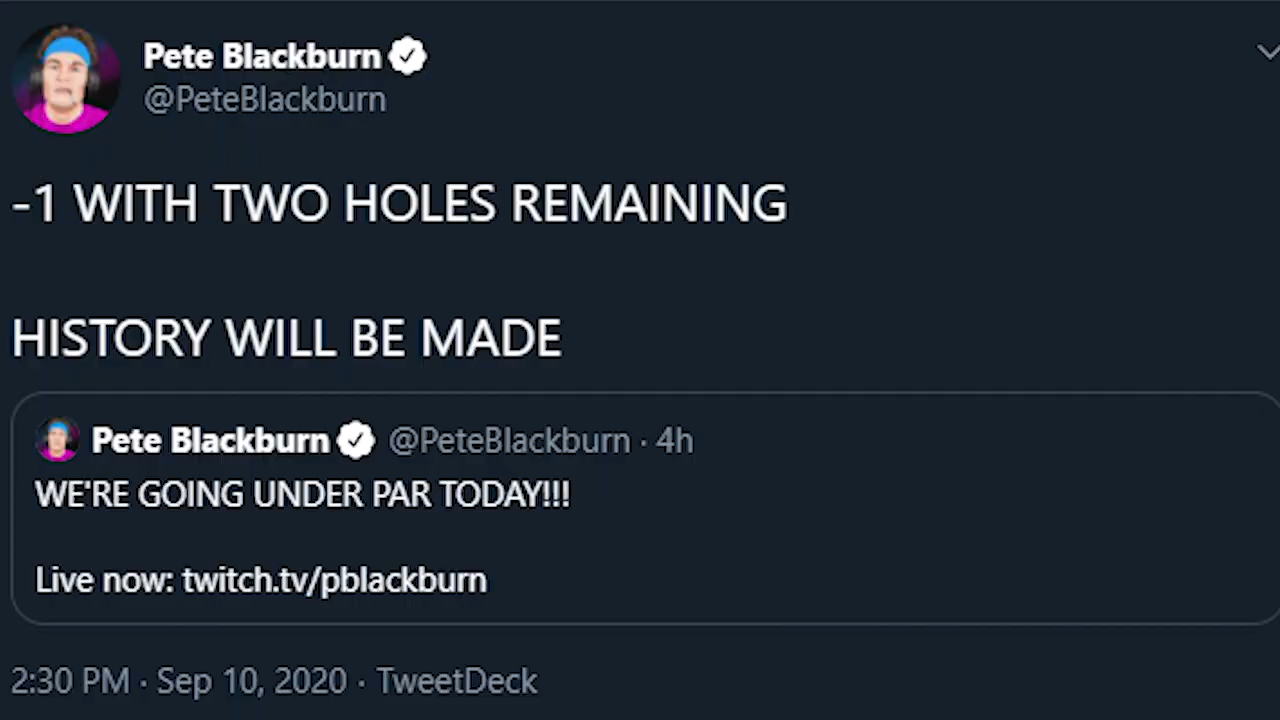 Pete Blackburn
@PeteBlackburn
-1 WITH TWO HOLES REMAINING
HISTORY WILL BE MADE
Pete Blackburn @PeteBlackburn · 4h
WE'RE GOING UNDER PAR TODAY!!!
Live now: twitch.tv/pblackburn
2:30 PM · Sep 10, 2020 · TweetDeck